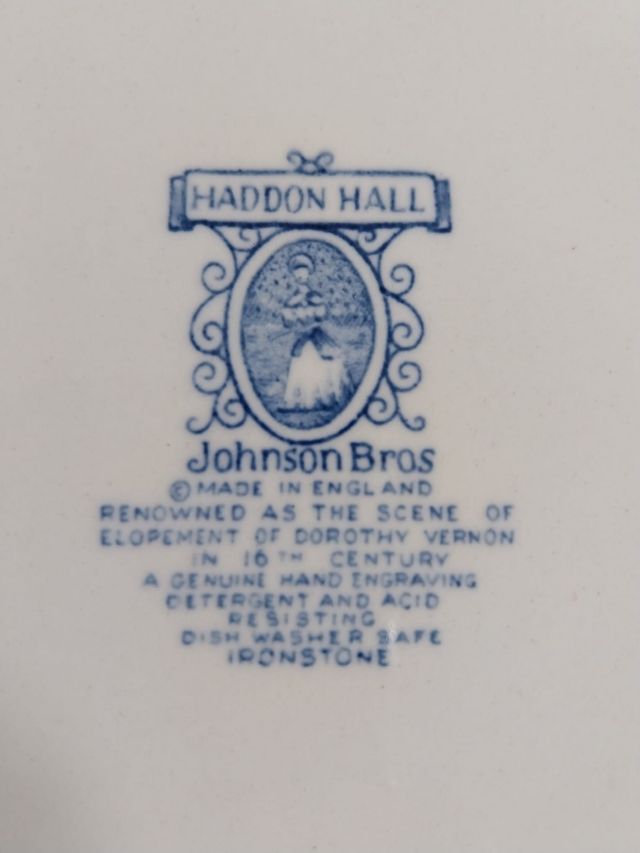 HADDON HALL
Johnson Bros
© MADE IN ENGLAND
RENOWNED AS THE SCENE OF
ELOPEMENT OF DOROTHY VERNON
IN 16TH CENTURY
A GENUINE HAND ENGRAVING
DETERGENT AND ACID
RESISTING
DISH WASHER SAFE
IRONSTONE